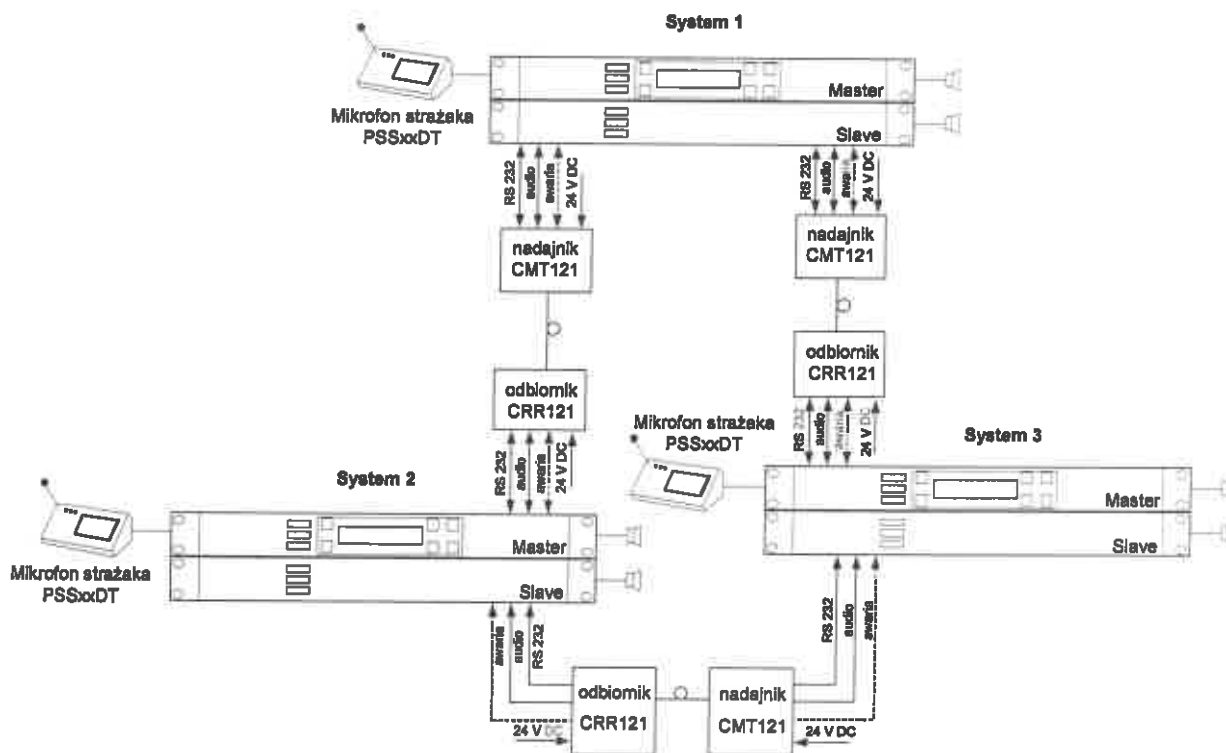 System 1
Master
Slave
Mikrofon strażaka
PSSxxDT
RS 232
audio
awaria
24 V DC
RS 232
audio
awaria
24 V DC
nadajnik
CMT121
nadajnik
CMT121
odbiornik
CRR121
odbiornik
CRR121
RS 232
audio
awaria
24 V DC
RS 232
audio
awaria
24 V DC
Mikrofon strażaka
PSSxxDT
System 3
System 2
Master
Slave
Master
Slave
Mikrofon strażaka
PSSxxDT
awaria
audio
RS 232
RS 232
audio
awaria
odbiornik
CRR121
nadajnik
CMT121
24 V DC
24 V DC